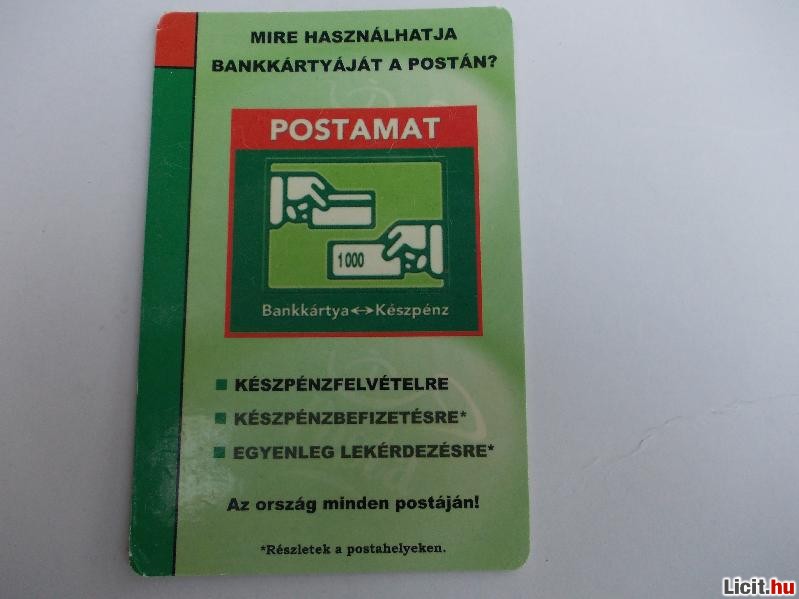 MIRE HASZNÁLHATJA
BANKKÁRTYÁJÁT A POSTÁN?
POSTAMAT
1000
Bankkártya↔Készpénz
KÉSZPÉNZFELVÉTELRE
KÉSZPÉNZBEFIZETÉSRE*
EGYENLEG LEKÉRDEZÉSRE*
Az ország minden postáján!
*Részletek a postahelyeken.
Licit.hu